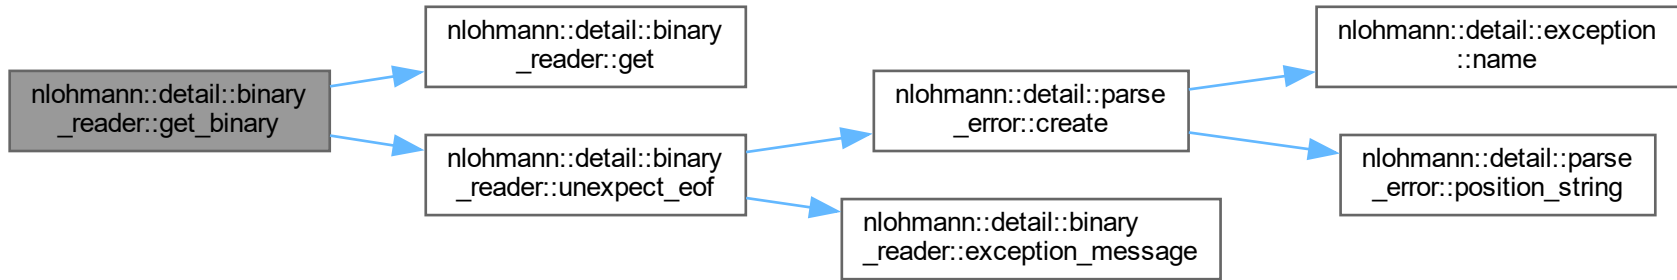 nlohmann::detail::binary
_reader::get_binary
nlohmann::detail::binary
_reader::get
nlohmann::detail::binary
_reader::unexpect_eof
nlohmann::detail::parse
_error::create
nlohmann::detail::binary
_reader::exception_message
nlohmann::detail::exception
::name
nlohmann::detail::parse
_error::position_string